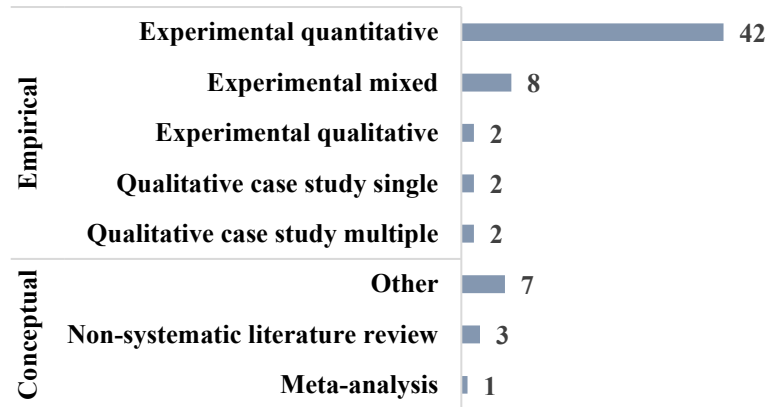 Empirical
Experimental quantitative 42
Experimental mixed 8
Experimental qualitative 2
Qualitative case study single 2
Qualitative case study multiple 2
Conceptual
Other 7
Non-systematic literature review 3
Meta-analysis 1